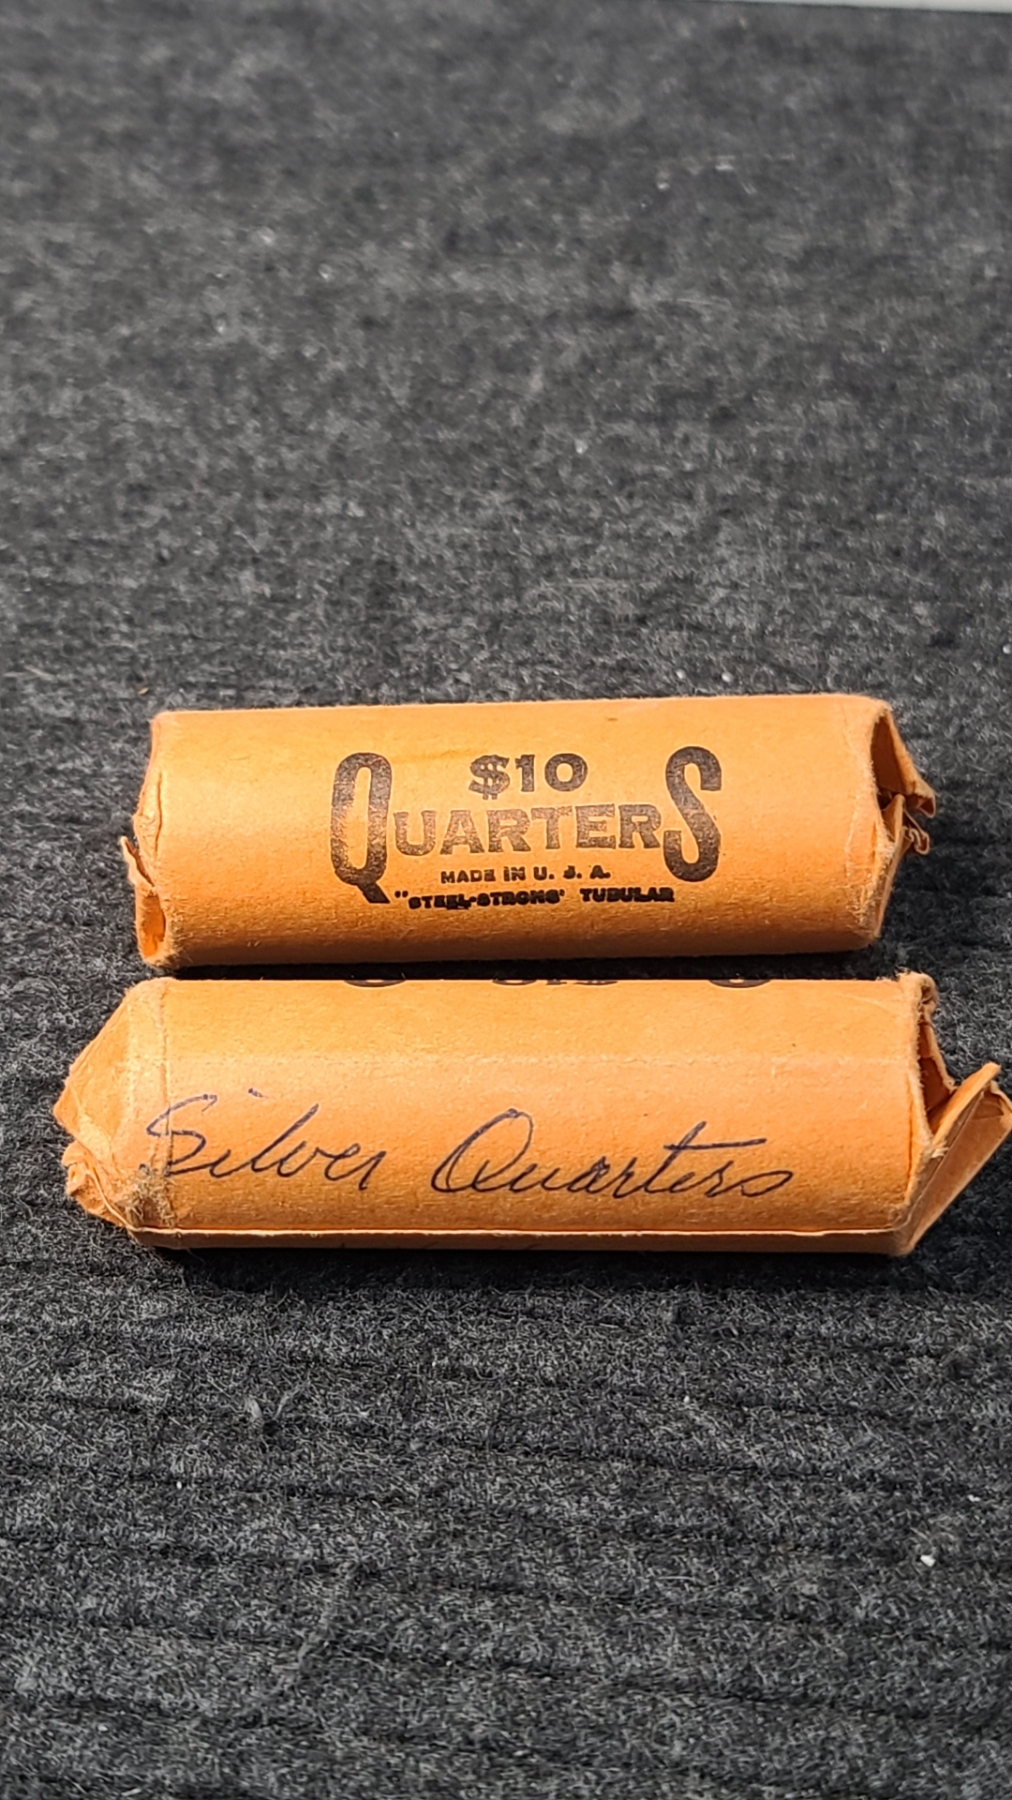 $10
QUARTERS
MADE IN U. S. A.
"STEEL-STRONG" TUBULAR
Silver Quarters